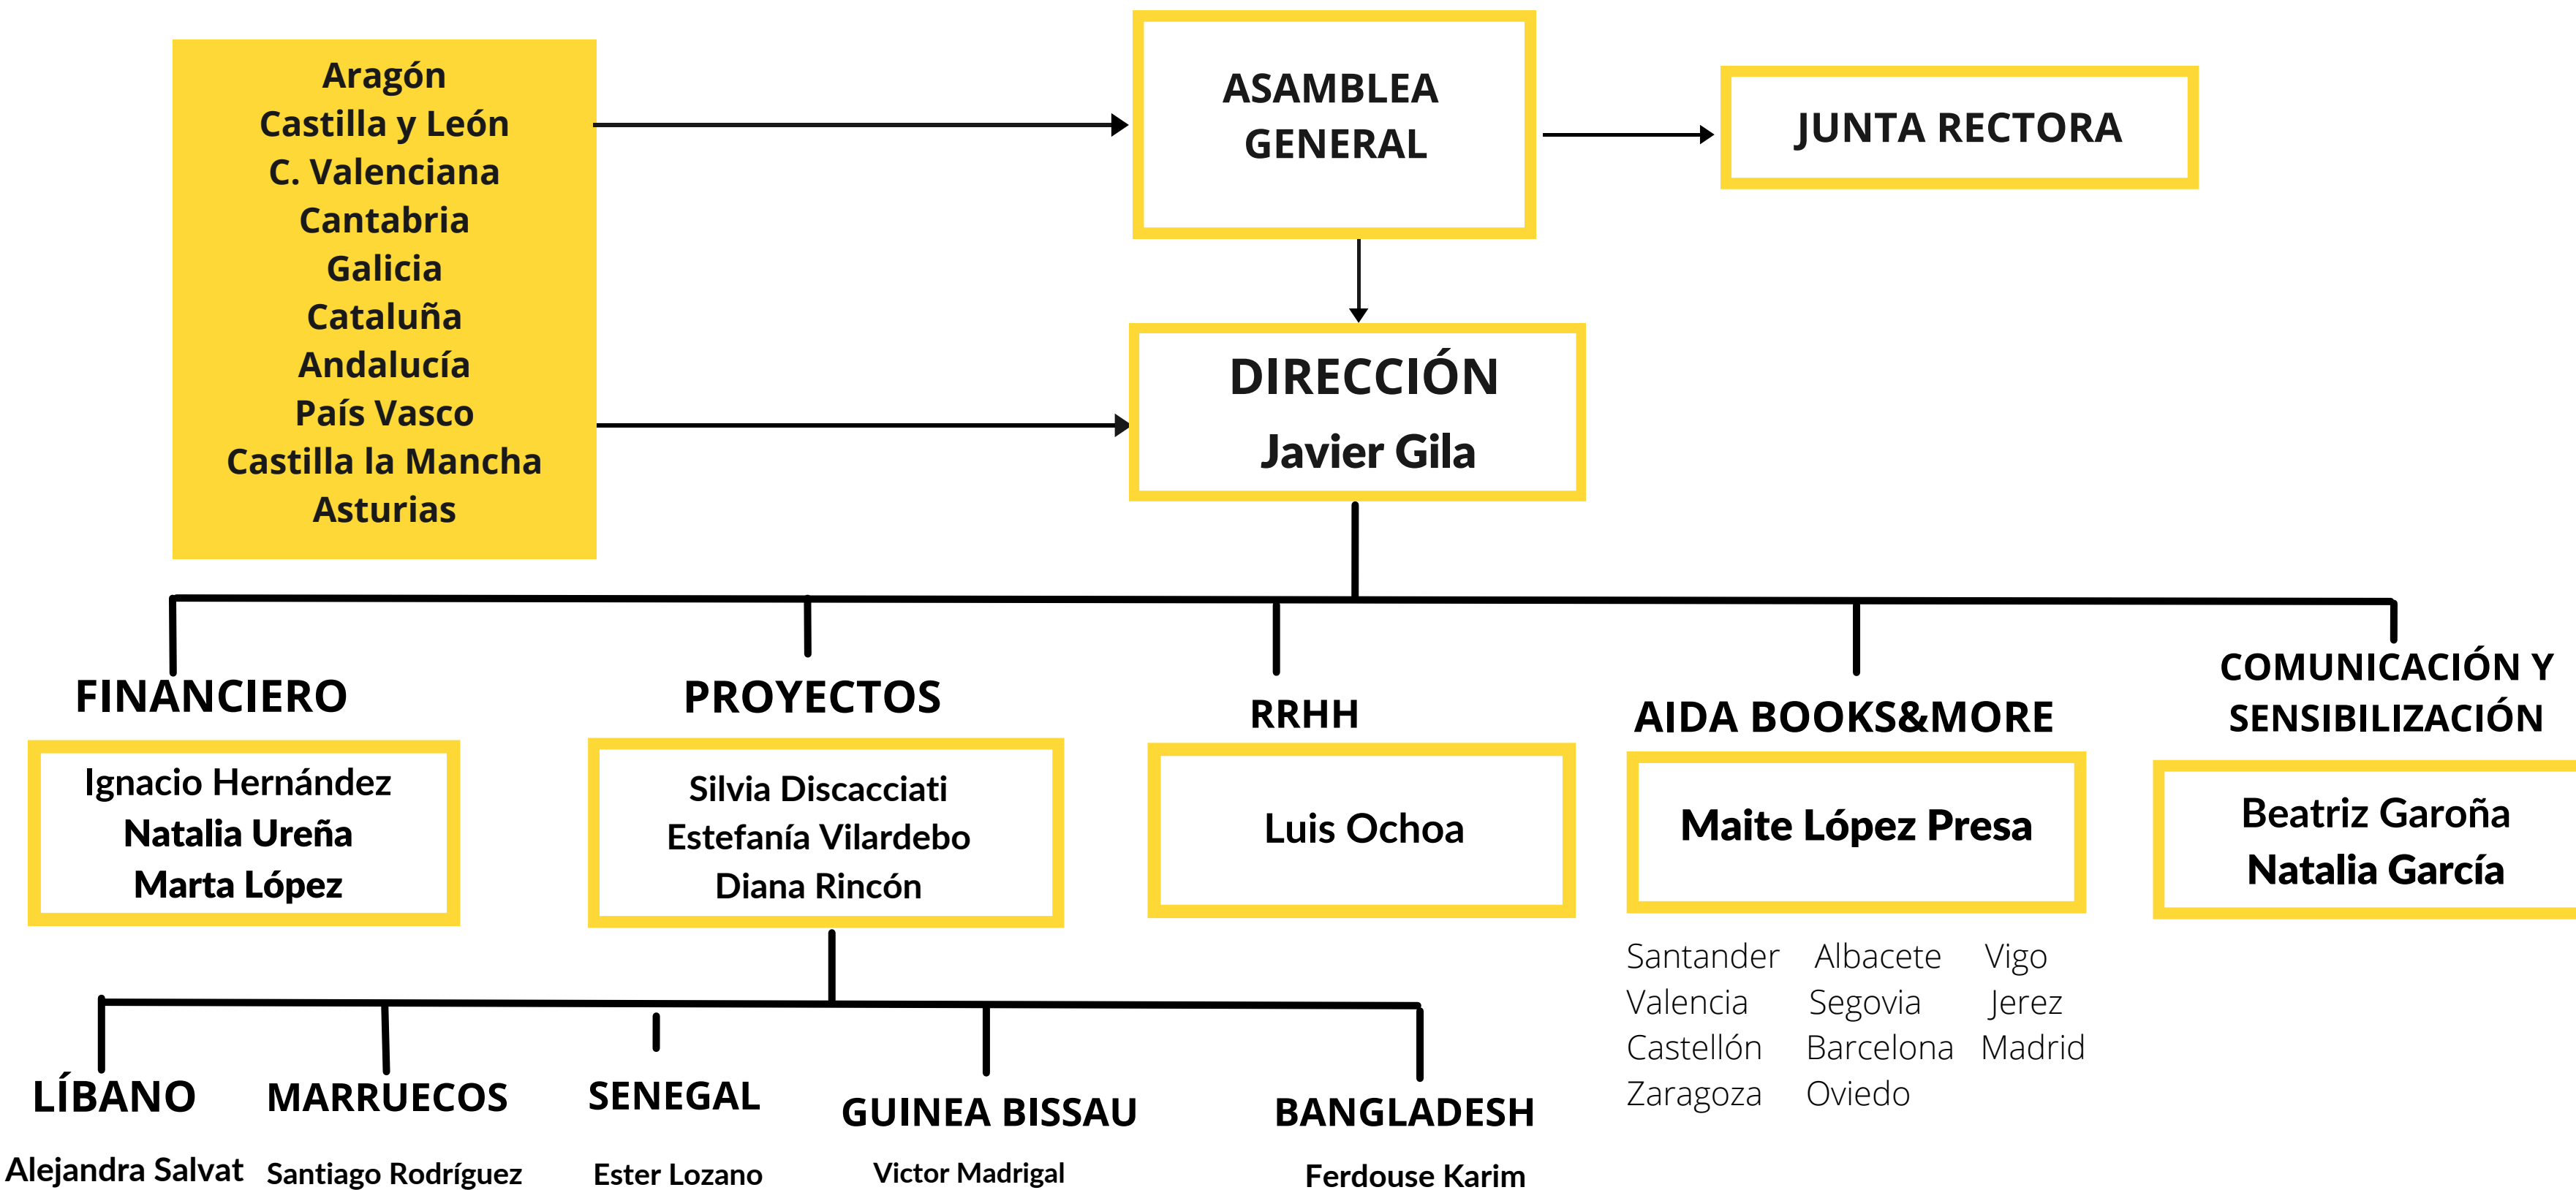 Aragón
Castilla y León
C. Valenciana
Cantabria
Galicia
Cataluña
Andalucía
País Vasco
Castilla la Mancha
Asturias
ASAMBLEA
GENERAL
JUNTA RECTORA
DIRECCIÓN
Javier Gila
FINANCIERO
Ignacio Hernández
Natalia Ureña
Marta López
PROYECTOS
Silvia Discacciati
Estefanía Vilardebo
Diana Rincón
RRHH
Luis Ochoa
AIDA BOOKS&MORE
Maite López Presa
Santander Albacete Vigo
Valencia Segovia Jerez
Castellón Barcelona Madrid
Zaragoza Oviedo
COMUNICACIÓN Y
SENSIBILIZACIÓN
Beatriz Garoña
Natalia García
LÍBANO
Alejandra Salvat
MARRUECOS
Santiago Rodríguez
SENEGAL
Ester Lozano
GUINEA BISSAU
Victor Madrigal
BANGLADESH
Ferdouse Karim